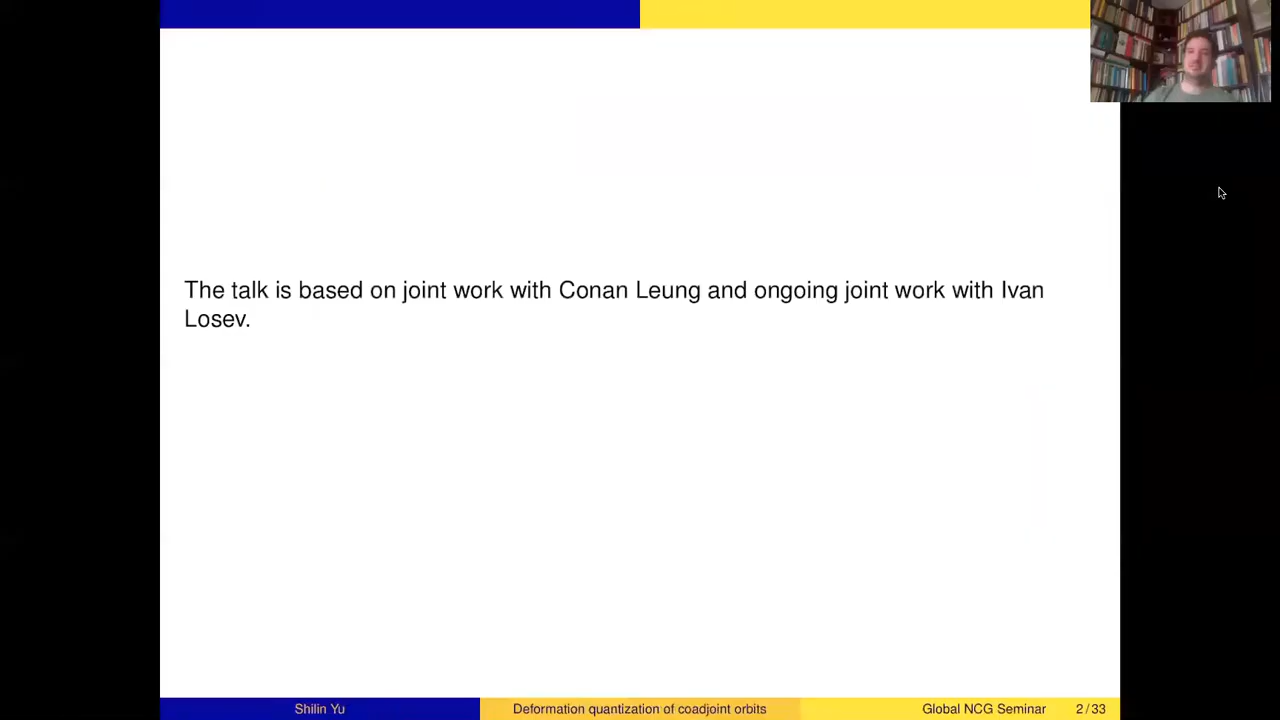 The talk is based on joint work with Conan Leung and ongoing joint work with Ivan
Losev.
Shilin Yu
Deformation quantization of coadjoint orbits
Global NCG Seminar
2 / 33